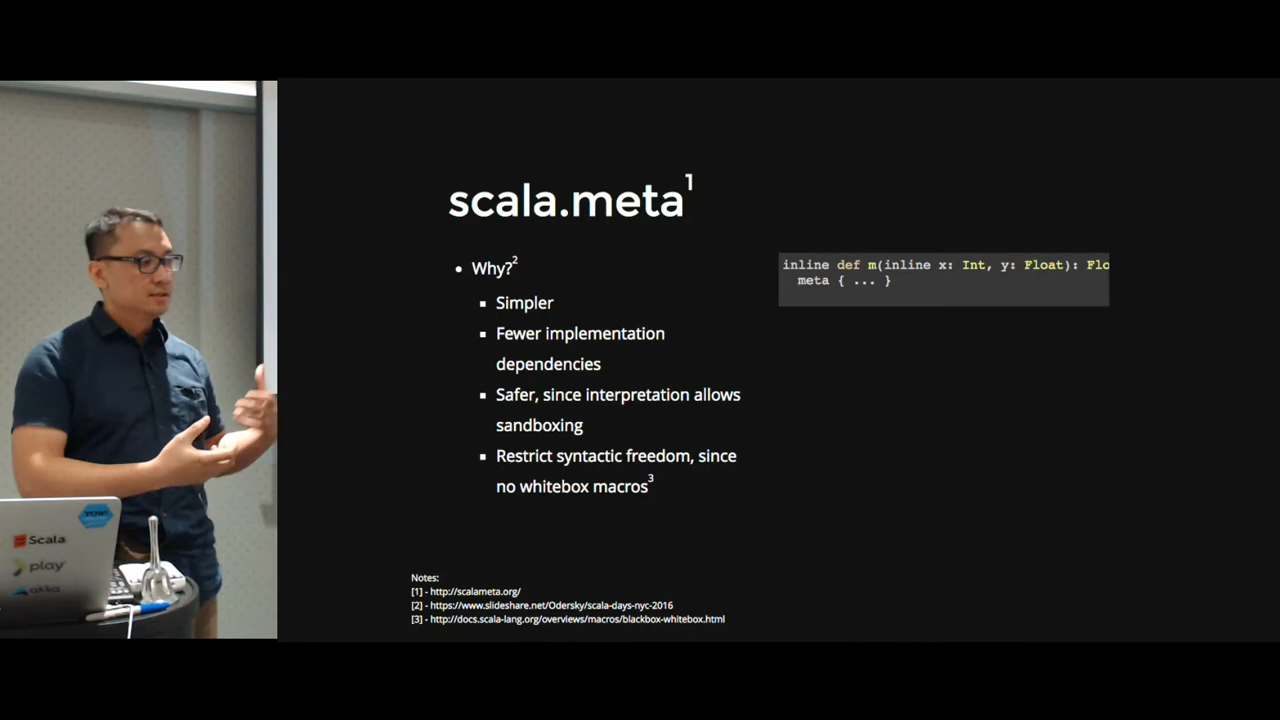 scala.meta1
• Why?2
▪ Simpler
▪ Fewer implementation
dependencies
▪ Safer, since interpretation allows
sandboxing
▪ Restrict syntactic freedom, since
no whitebox macros3
inline def m(inline x: Int, y: Float): Flo
meta { ... }
Notes:
[1] - http://scalameta.org/
[2] - https://www.slideshare.net/Odersky/scala-days-nyc-2016
[3] - http://docs.scala-lang.org/overviews/macros/blackbox-whitebox.html
YOW!
Scala
play
akka